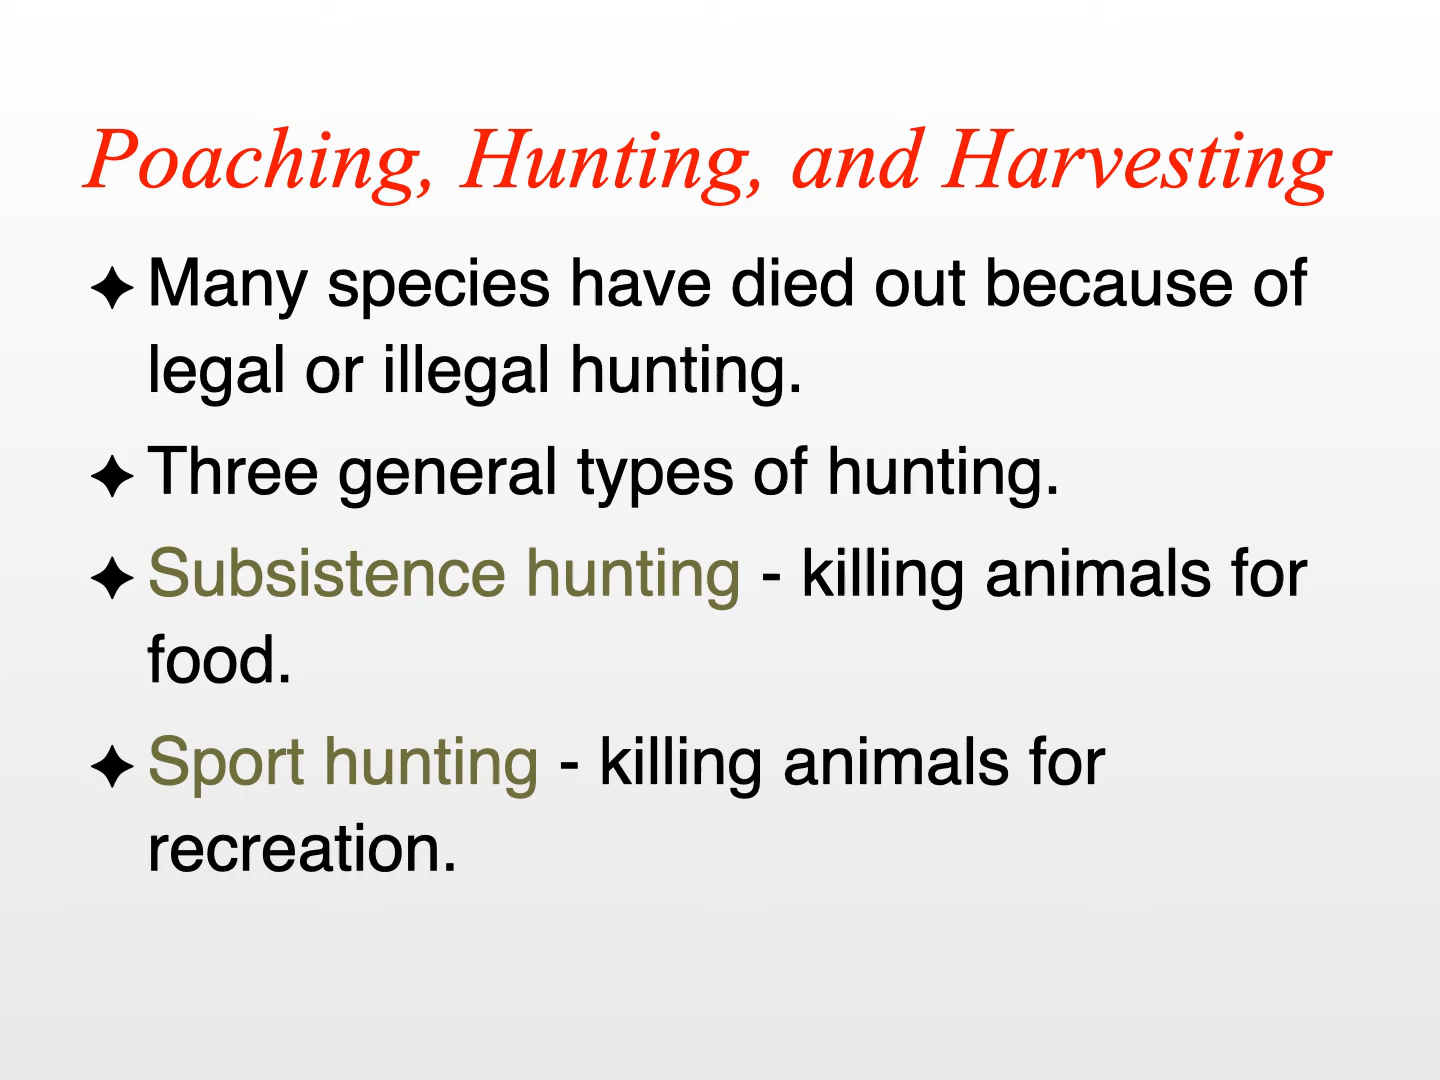 Poaching, Hunting, and Harvesting
✦ Many species have died out because of
legal or illegal hunting.
✦ Three general types of hunting.
✦ Subsistence hunting - killing animals for
food.
✦ Sport hunting - killing animals for
recreation.